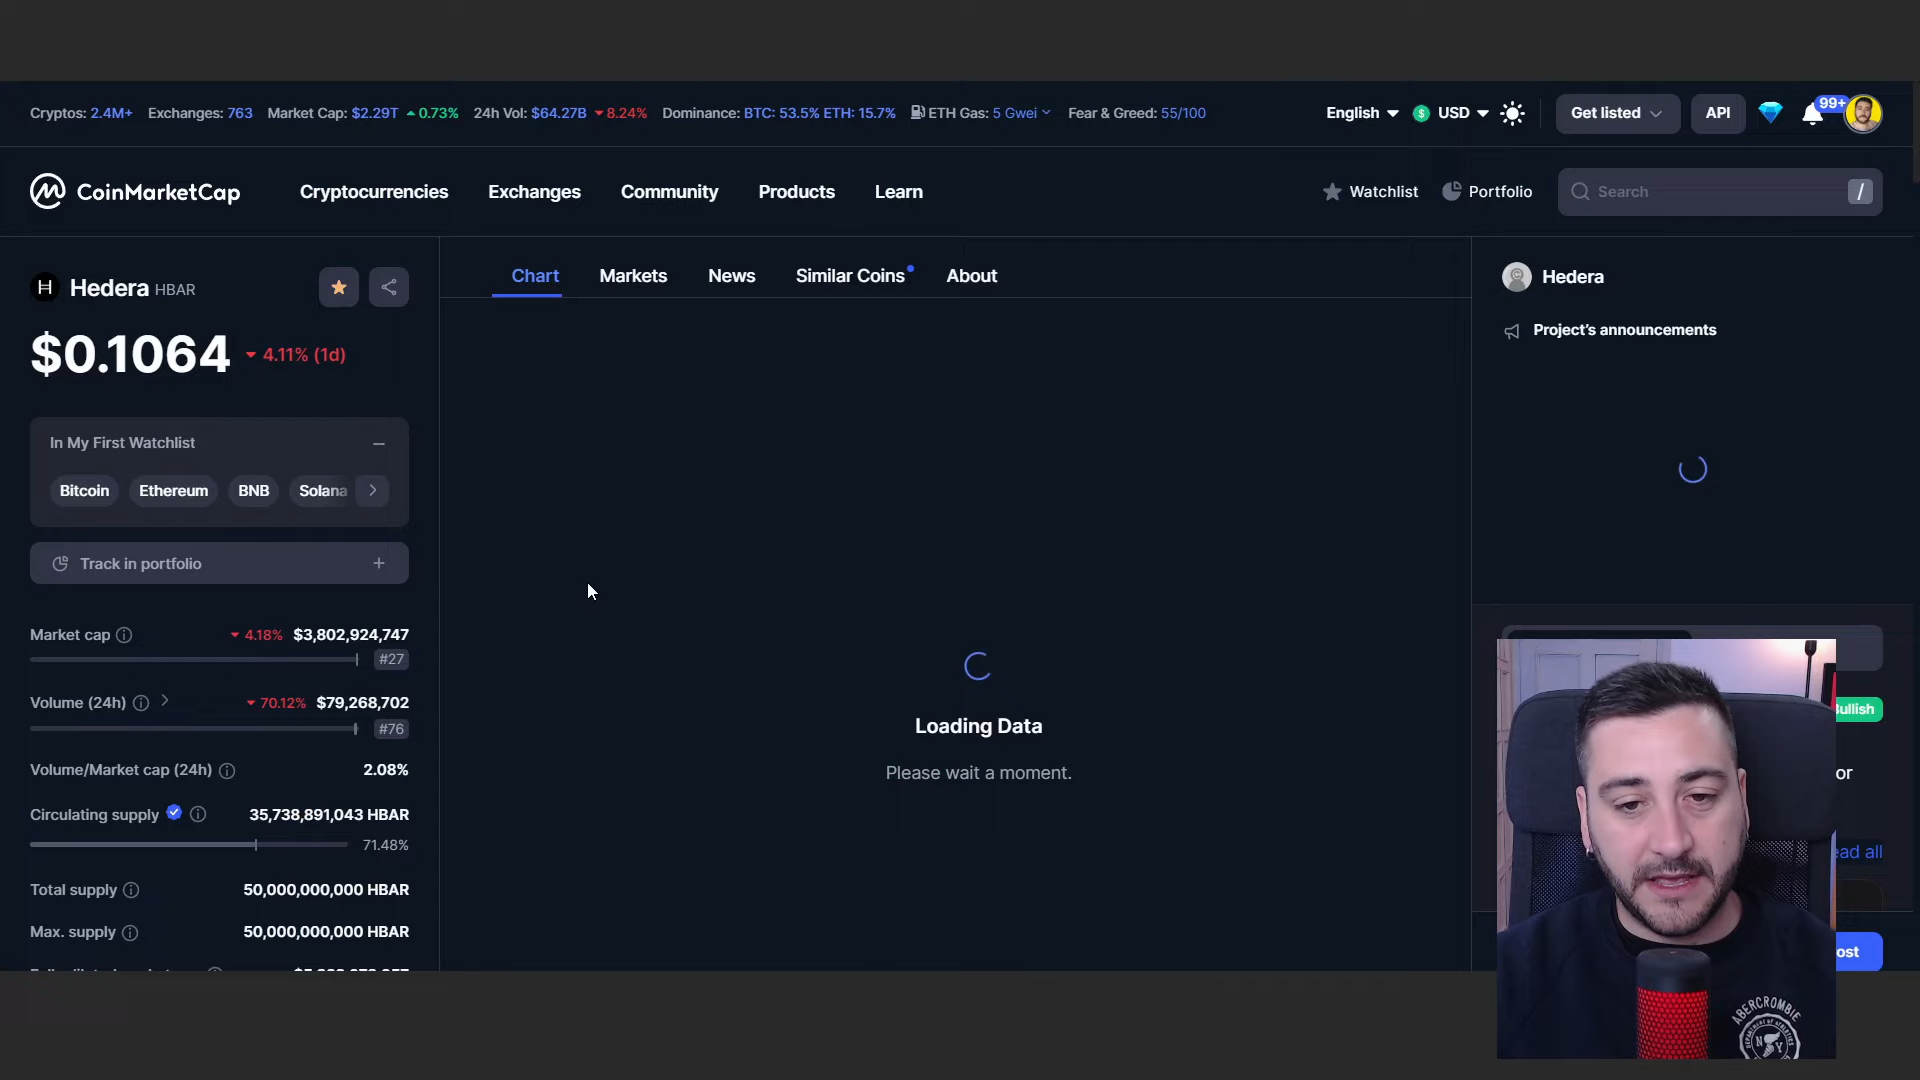 Cryptos: 2.4M+ Exchanges: 763 Market Cap: $2.29T 0.73% 24h Vol: $64.27B 8.24% Dominance: BTC: 53.5% ETH: 15.7% ETH Gas: 5 Gwei Fear & Greed: 55/100 English $ USD Get listed API 99+
CoinMarketCap Cryptocurrencies Exchanges Community Products Learn Watchlist Portfolio Search /
Hedera HBAR
$0.1064 4.11% (1d)
In My First Watchlist
Bitcoin Ethereum BNB Solana
Track in portfolio +
Market cap 4.18% $3,802,924,747
#27
Volume (24h) 70.12% $79,268,702
#76
Volume/Market cap (24h) 2.08%
Circulating supply 35,738,891,043 HBAR
71.48%
Total supply 50,000,000,000 HBAR
Max. supply 50,000,000,000 HBAR
Chart Markets News Similar Coins About
Loading Data
Please wait a moment.
Hedera
Project's announcements
Bullish
or
ead all
ost
ABERCROMBIE
N Y